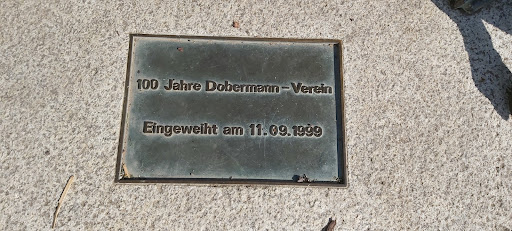 100 Jahre Dobermann-Verein
Eingeweiht am 11.09.1999